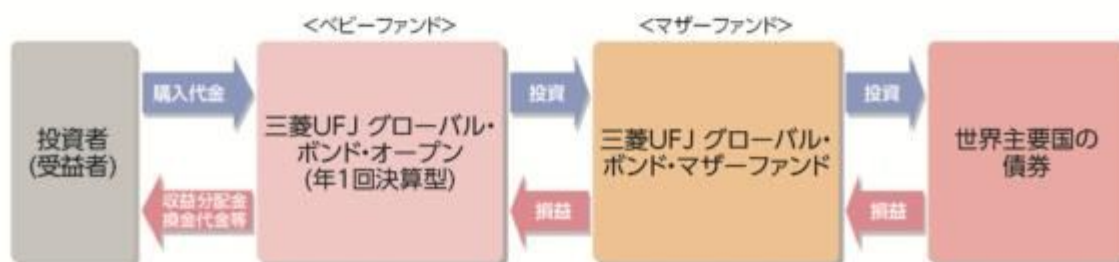 <ベビーファンド>
<マザーファンド>
投資者
(受益者)
購入代金
収益分配金
換金代金等
三菱UFJ グローバル・
ボンド・オープン
(年1回決算型)
投資
損益
三菱UFJ グローバル・
ボンド・マザーファンド
投資
損益
世界主要国の
債券